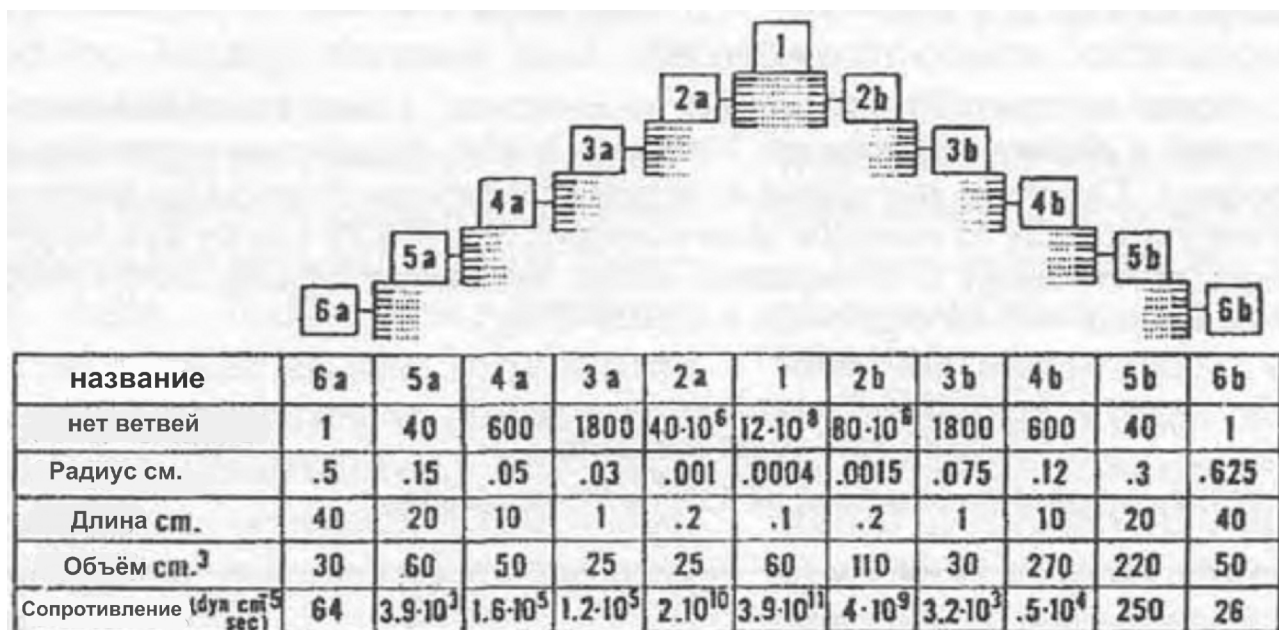 1
2a 2b
3a 3b
4a 4b
5a 5b
6a 6b
название 6a 5a 4a 3a 2a 1 2b 3b 4b 5b 6b
нет ветвей 1 40 600 1800 40·10⁶ 12·10⁸ 80·10⁶ 1800 600 40 1
Радиус см. .5 .15 .05 .03 .001 .0004 .0015 .075 .12 .3 .625
Длина cm. 40 20 10 1 .2 .1 .2 1 10 20 40
Объём cm.³ 30 60 50 25 25 60 110 30 270 220 50
Сопротивление (dyn cm⁻⁵ sec) 64 3.9·10³ 1.6·10⁵ 1.2·10⁵ 2.10¹⁰ 3.9·10¹¹ 4·10⁹ 3.2·10³ .5·10⁴ 250 26